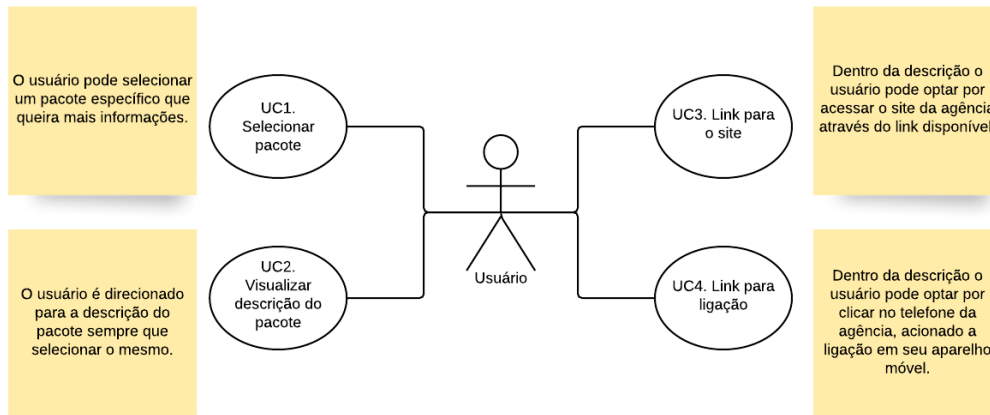 O usuário pode selecionar
um pacote específico que
queira mais informações.
UC1.
Selecionar
pacote
UC3. Link para
o site
Dentro da descrição o
usuário pode optar por
acessar o site da agência
através do link disponível
O usuário é direcionado
para a descrição do
pacote sempre que
selecionar o mesmo.
UC2.
Visualizar
descrição do
pacote
Usuário
UC4. Link para
ligação
Dentro da descrição o
usuário pode optar por
clicar no telefone da
agência, acionado a
ligação em seu aparelho
móvel.